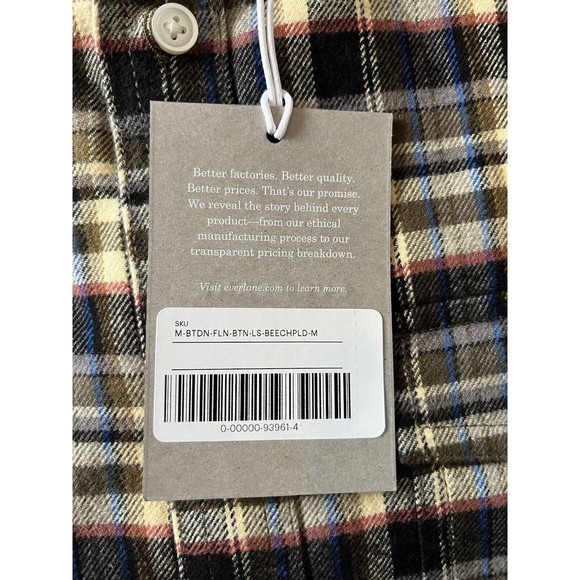 Better factories. Better quality.
Better prices. That's our promise.
We reveal the story behind every
product—from our ethical
manufacturing process to our
transparent pricing breakdown.
Visit everlane.com to learn more.
SKU
M-BTDN-FLN-BTN-LS-BEECHPLD-M
0-00000-93961-4